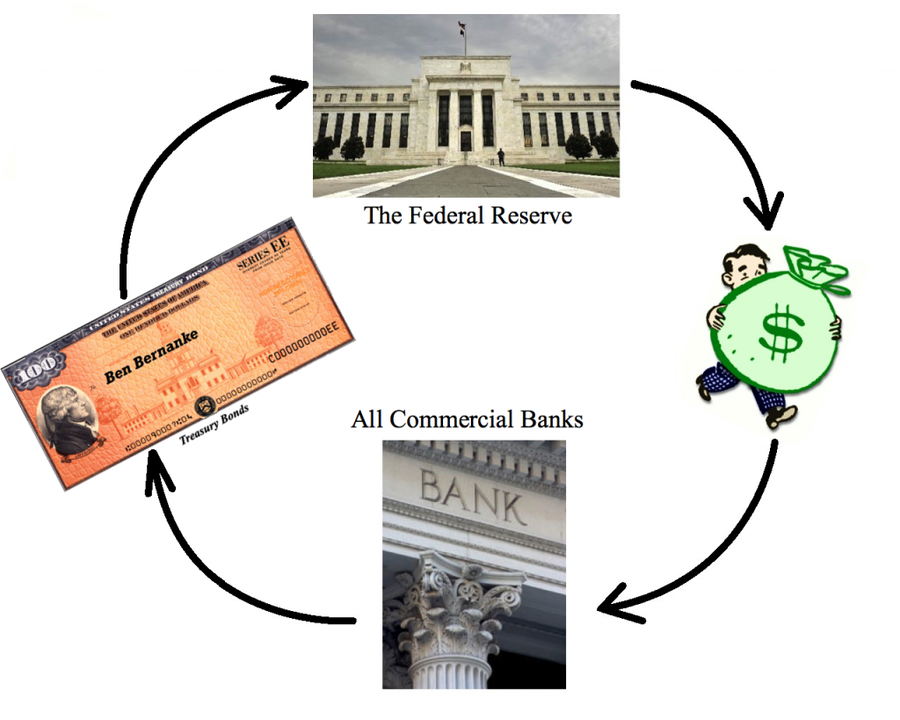 The Federal Reserve
UNITED STATES TREASURY BOND
SERIES EE
THE UNITED STATES OF AMERICA
ONE HUNDRED DOLLARS
100
Ben Bernanke
C000000000EE
Treasury Bonds
$
All Commercial Banks
BANK